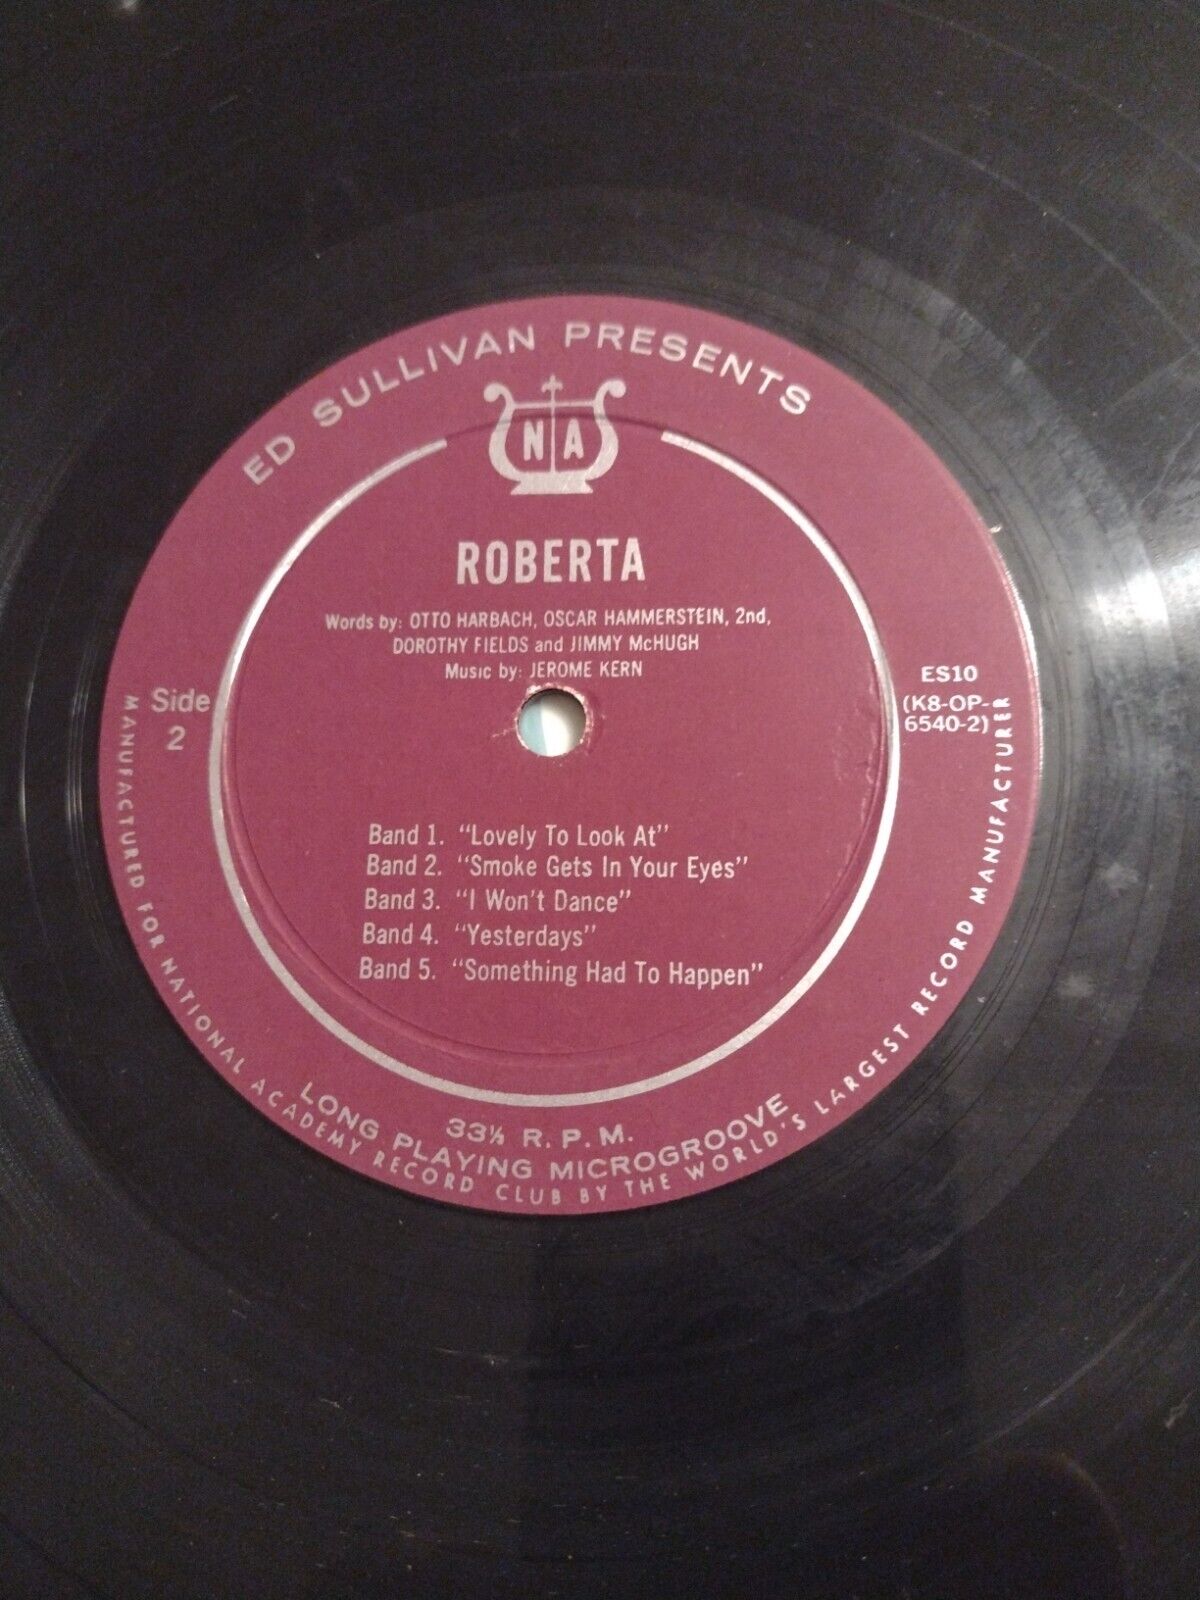 ED SULLIVAN PRESENTS
N A
ROBERTA
Words by: OTTO HARBACH, OSCAR HAMMERSTEIN, 2nd,
DOROTHY FIELDS and JIMMY McHUGH
Music by: JEROME KERN
Side
2
ES10
(K8-OP-
6540-2)
Band 1. "Lovely To Look At"
Band 2. "Smoke Gets In Your Eyes"
Band 3. "I Won't Dance"
Band 4. "Yesterdays"
Band 5. "Something Had To Happen"
33⅓ R. P. M.
LONG PLAYING MICROGROOVE
MANUFACTURED FOR NATIONAL ACADEMY RECORD CLUB BY THE WORLD'S LARGEST RECORD MANUFACTURER